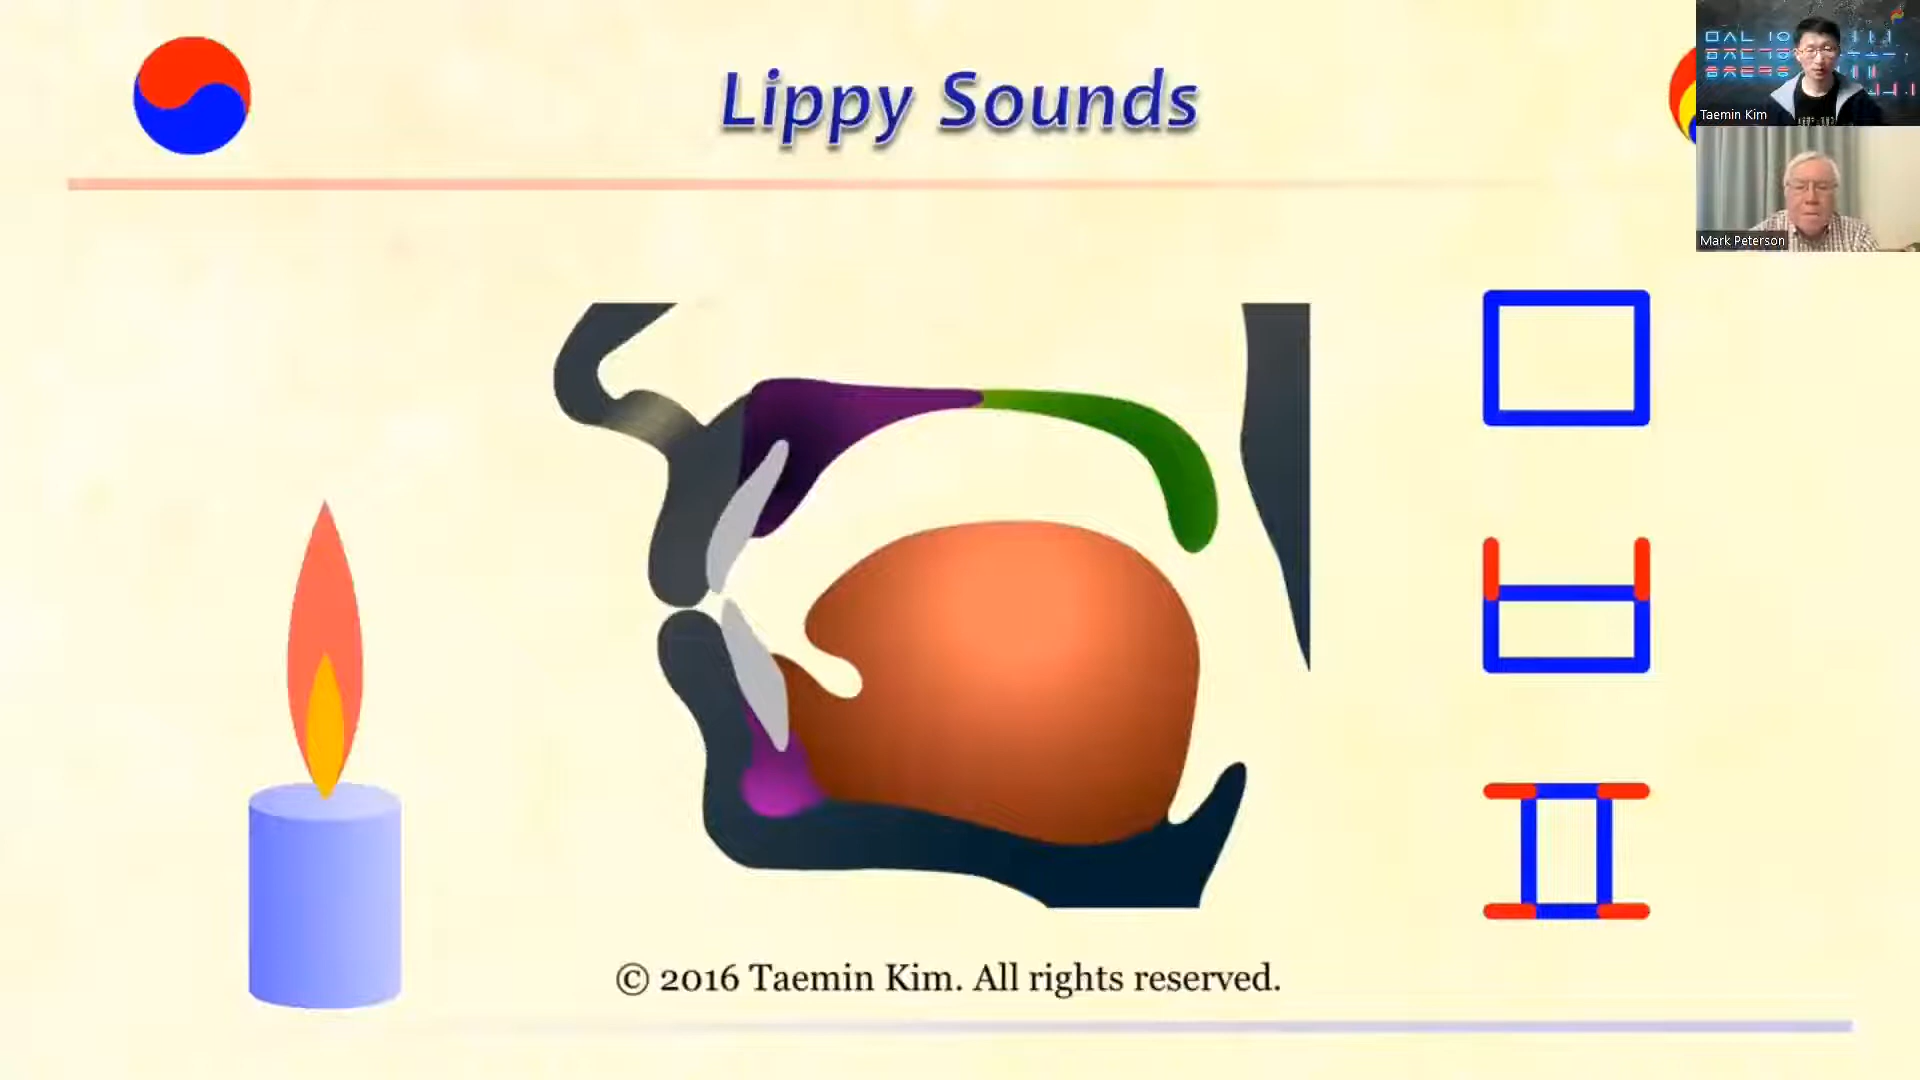 Lippy Sounds
Taemin Kim
Mark Peterson
ㅁ
ㅂ
ㅍ
© 2016 Taemin Kim. All rights reserved.